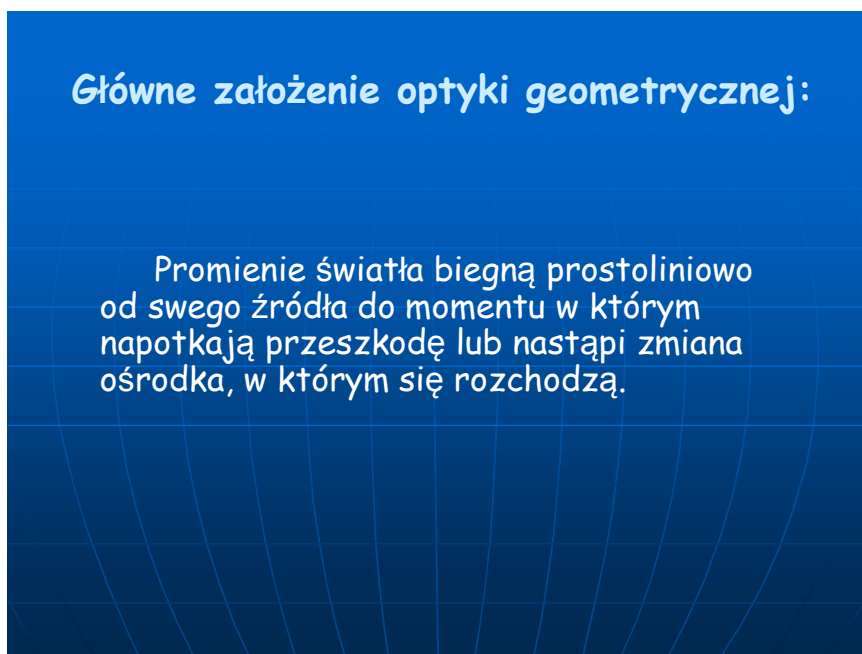 Główne założenie optyki geometrycznej:
Promienie światła biegną prostoliniowo
od swego źródła do momentu w którym
napotkają przeszkodę lub nastąpi zmiana
ośrodka, w którym się rozchodzą.